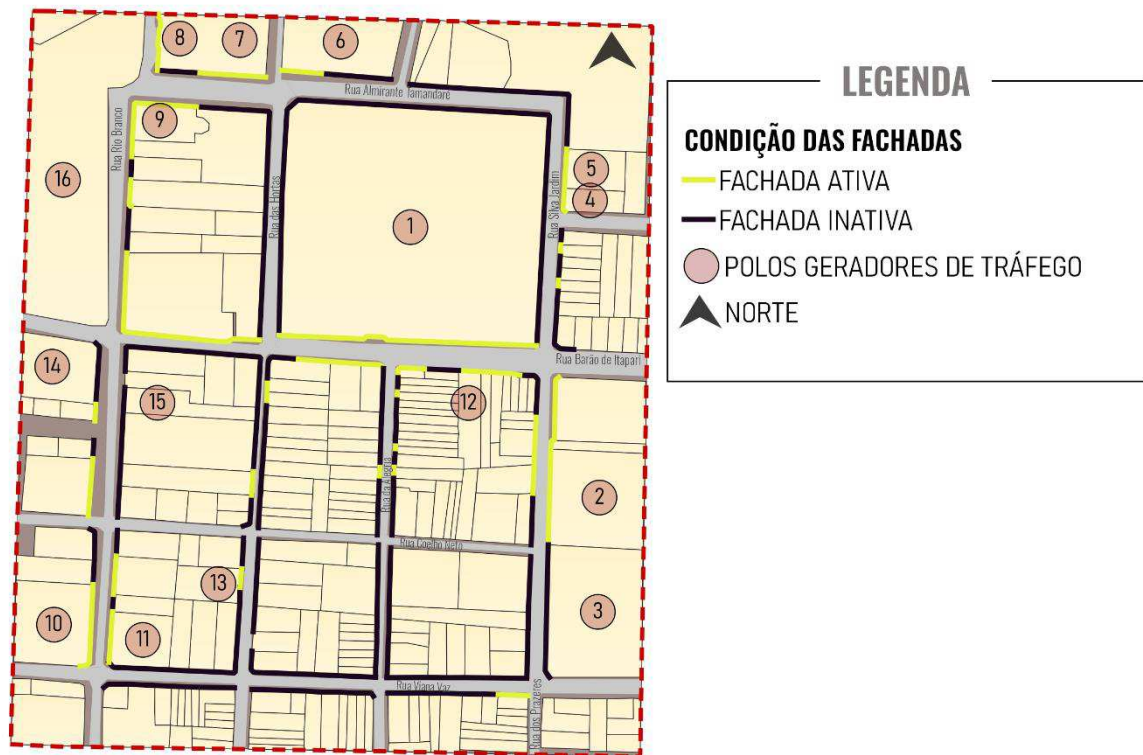 8
7
6
Rua Almirante Tamandaré
9
Rua Rio Branco
16
Rua das Hortas
1
Rua Silva Jardim
5
4
Rua Barão de Itapari
14
15
12
Rua da Alegria
2
Rua Coelho Neto
13
3
10
11
Rua Viana Vaz
Rua dos Prazeres
LEGENDA
CONDIÇÃO DAS FACHADAS
FACHADA ATIVA
FACHADA INATIVA
POLOS GERADORES DE TRÁFEGO
NORTE